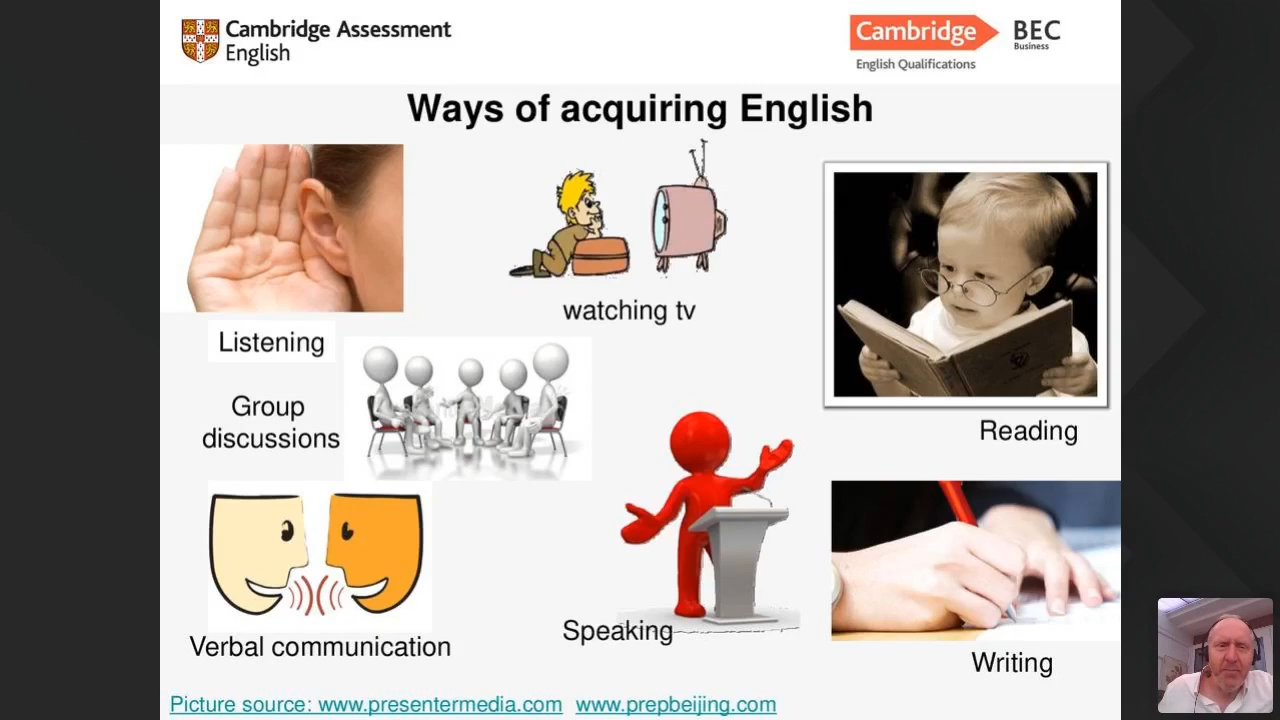 Cambridge Assessment
English
Cambridge
English Qualifications
BEC
Business
Ways of acquiring English
Listening
watching tv
Reading
Group
discussions
Verbal communication
Speaking
Writing
Picture source: www.presentermedia.com www.prepbeijing.com